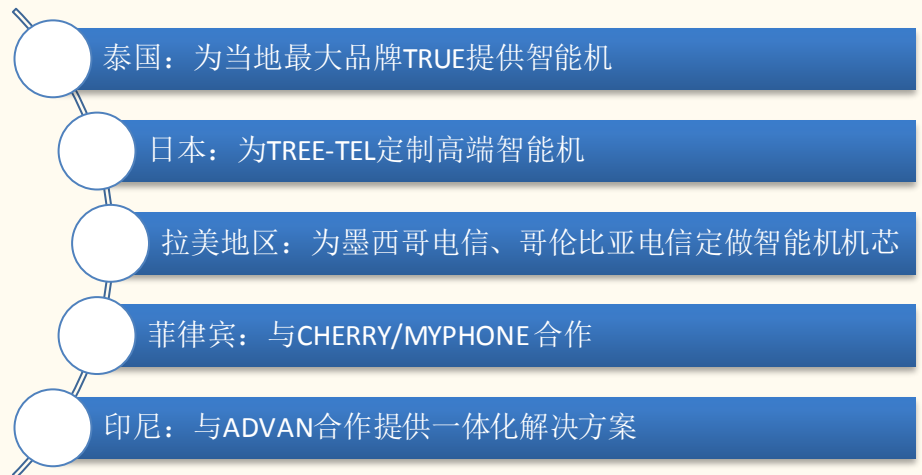 泰国：为当地最大品牌TRUE提供智能机
日本：为TREE-TEL定制高端智能机
拉美地区：为墨西哥电信、哥伦比亚电信定做智能机机芯
菲律宾：与CHERRY/MYPHONE 合作
印尼：与ADVAN合作提供一体化解决方案